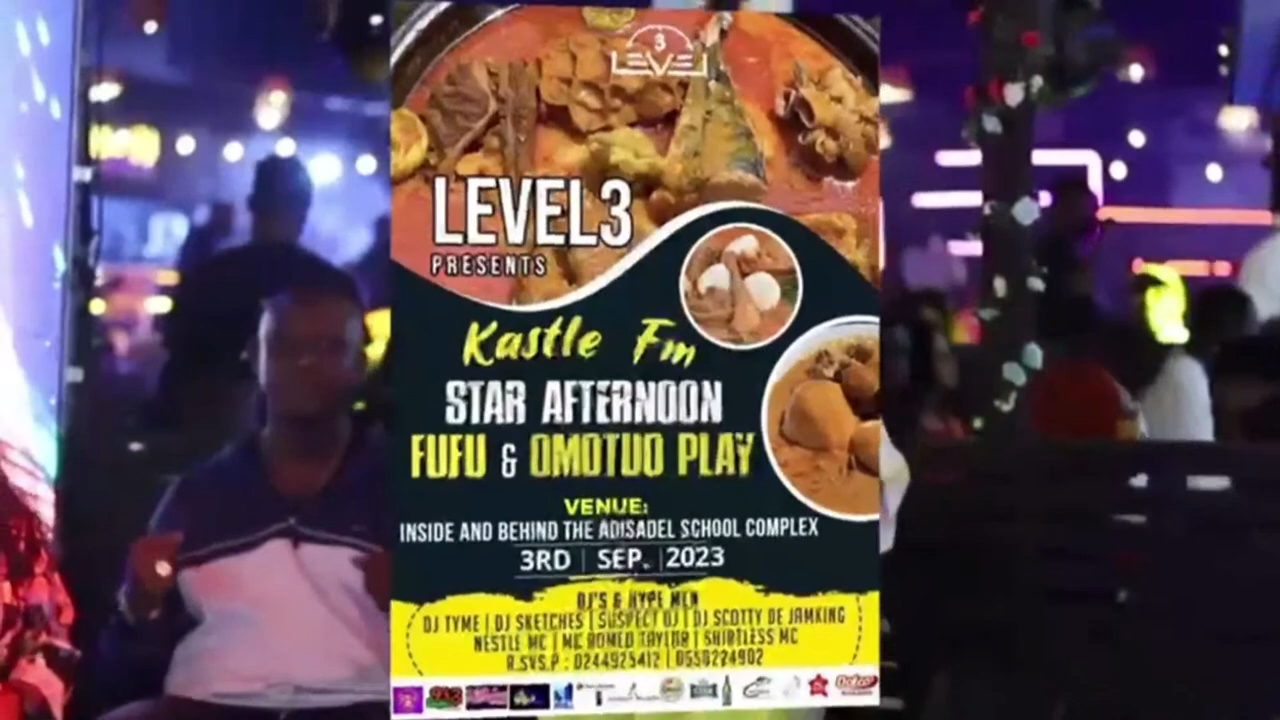 3
LEVEL
LEVEL3
PRESENTS
Kastle Fm
STAR AFTERNOON
FUFU & OMOTUO PLAY
VENUE:
INSIDE AND BEHIND THE ADISADEL SCHOOL COMPLEX
3RD | SEP. | 2023
DJ'S & HYPE MEN
DJ TYME | DJ SKETCHES | SUSPECT DJ | DJ SCOTTY DE JAMKING
NESTLE MC | MC ROMEO TAYLOR | SHIRTLESS MC
R.SVS.P : 0244925412 | 0550224902